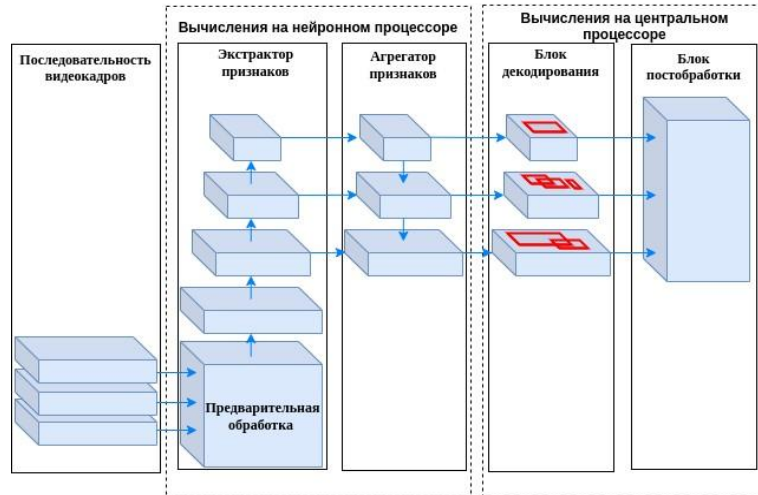 Вычисления на нейронном процессоре
Вычисления на центральном
процессоре
Последовательность
видеокадров
Экстрактор
признаков
Агрегатор
признаков
Блок
декодирования
Блок
постобработки
Предварительная
обработка